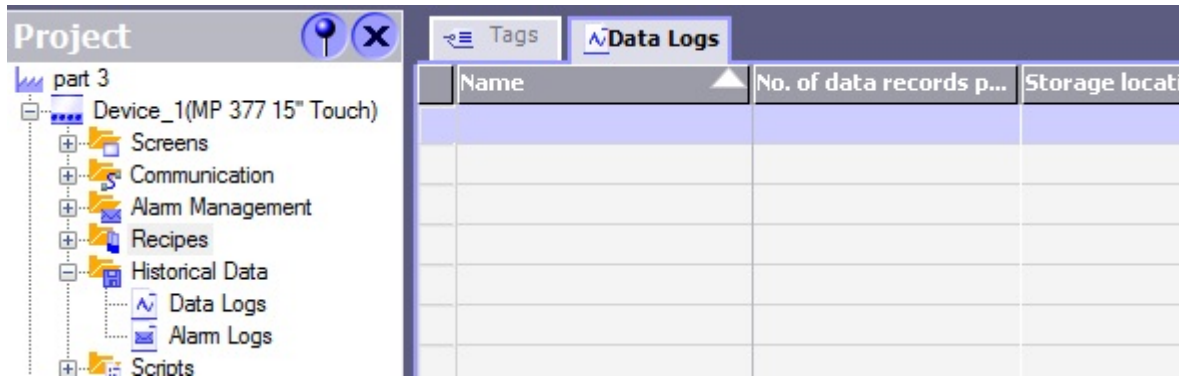 Project
part 3
Device_1(MP 377 15" Touch)
Screens
Communication
Alarm Management
Recipes
Historical Data
Data Logs
Alarm Logs
Scripts
Tags
Data Logs
Name
No. of data records p...
Storage locati